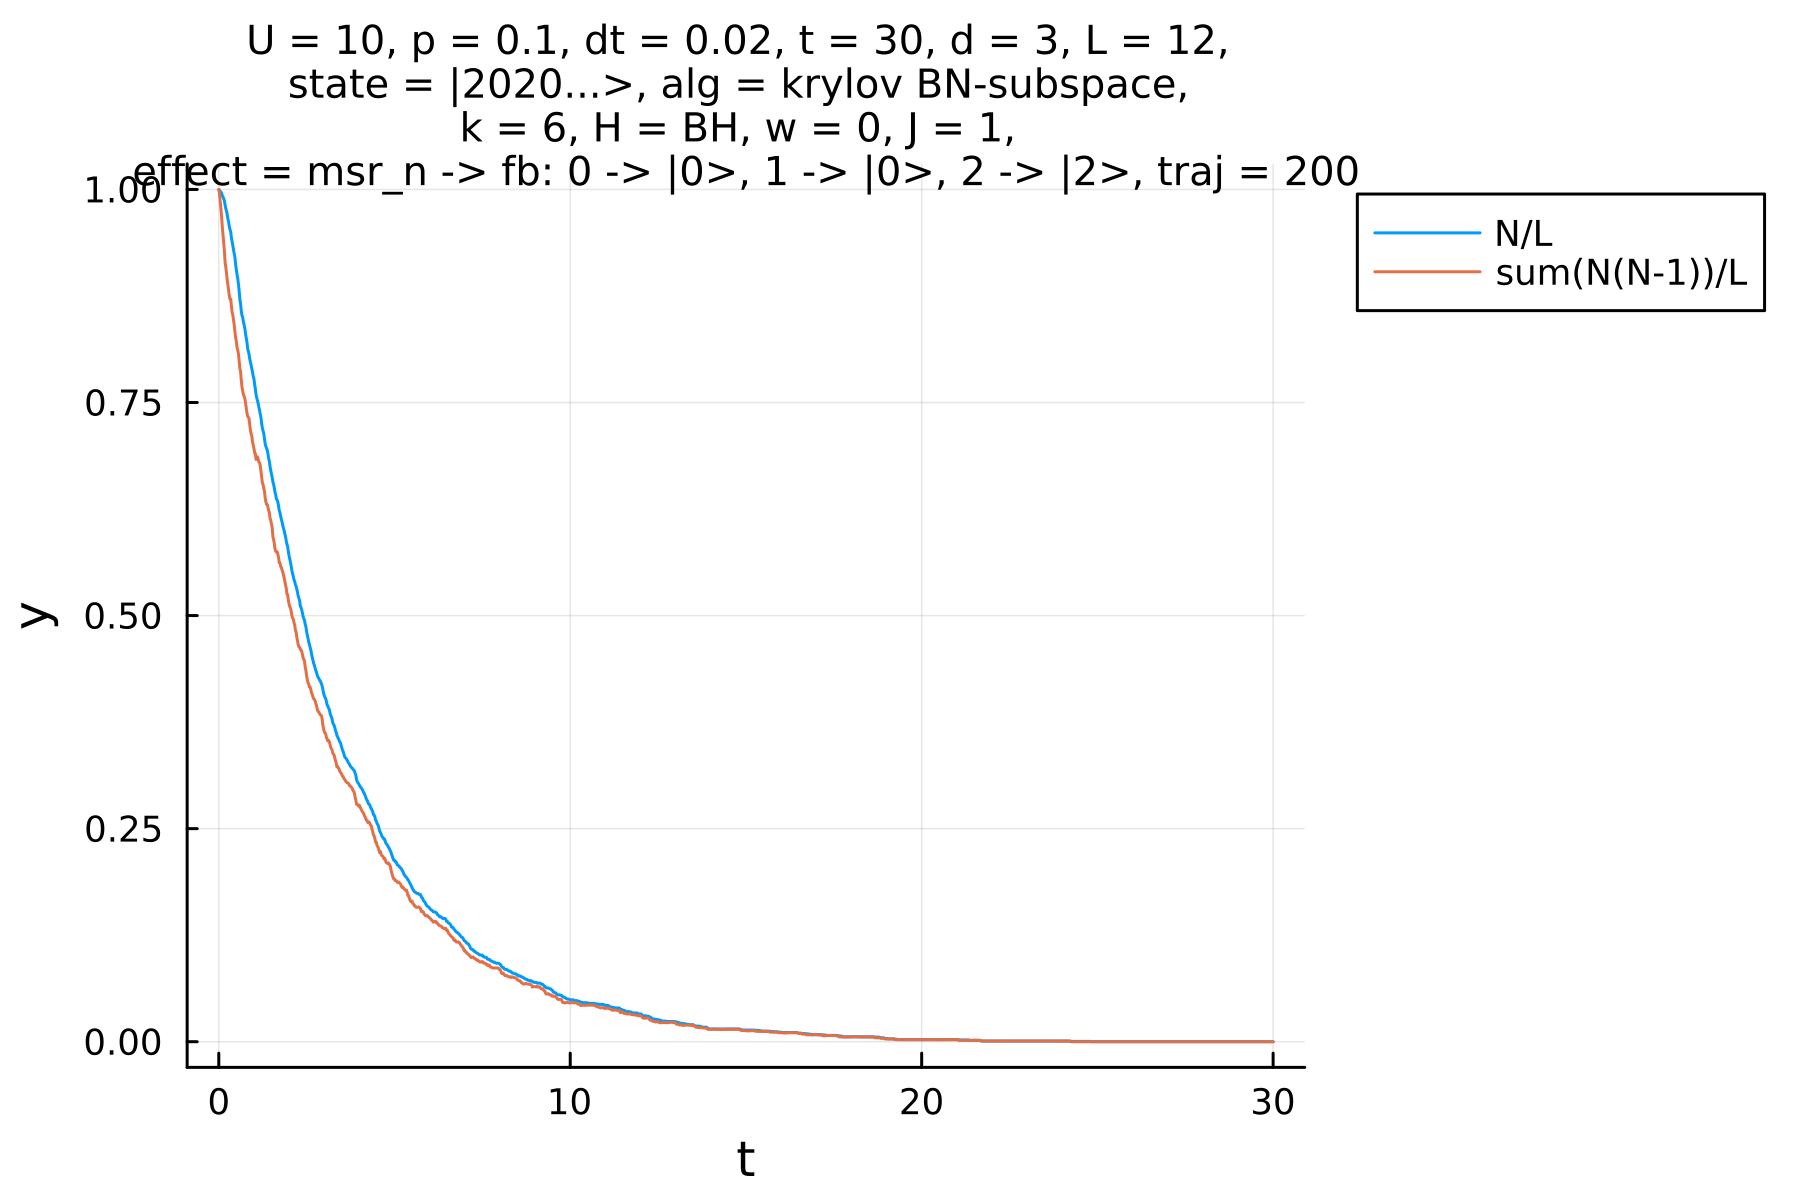 U = 10, p = 0.1, dt = 0.02, t = 30, d = 3, L = 12,
state = |2020...>, alg = krylov BN-subspace,
k = 6, H = BH, w = 0, J = 1,
effect = msr_n -> fb: 0 -> |0>, 1 -> |0>, 2 -> |2>, traj = 200
N/L
sum(N(N-1))/L
1.00
0.75
0.50
0.25
0.00
y
0 10 20 30
t